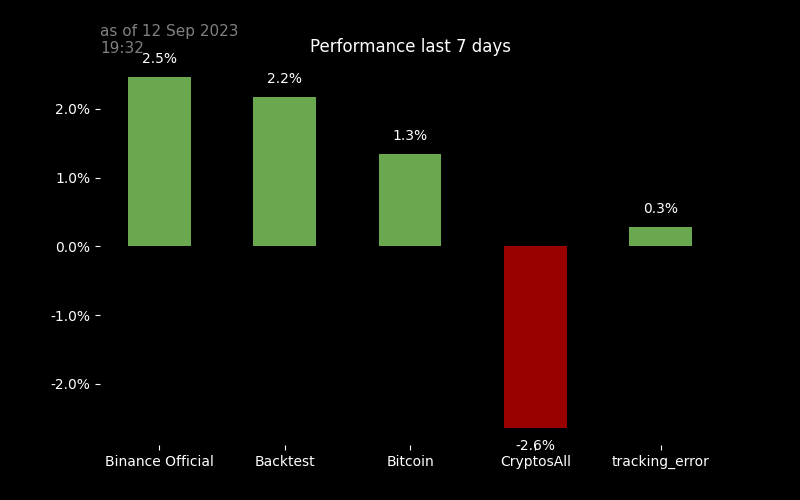 as of 12 Sep 2023
19:32
Performance last 7 days
2.5%
2.2%
1.3%
-2.6%
0.3%
2.0%
1.0%
0.0%
-1.0%
-2.0%
Binance Official
Backtest
Bitcoin
CryptosAll
tracking_error